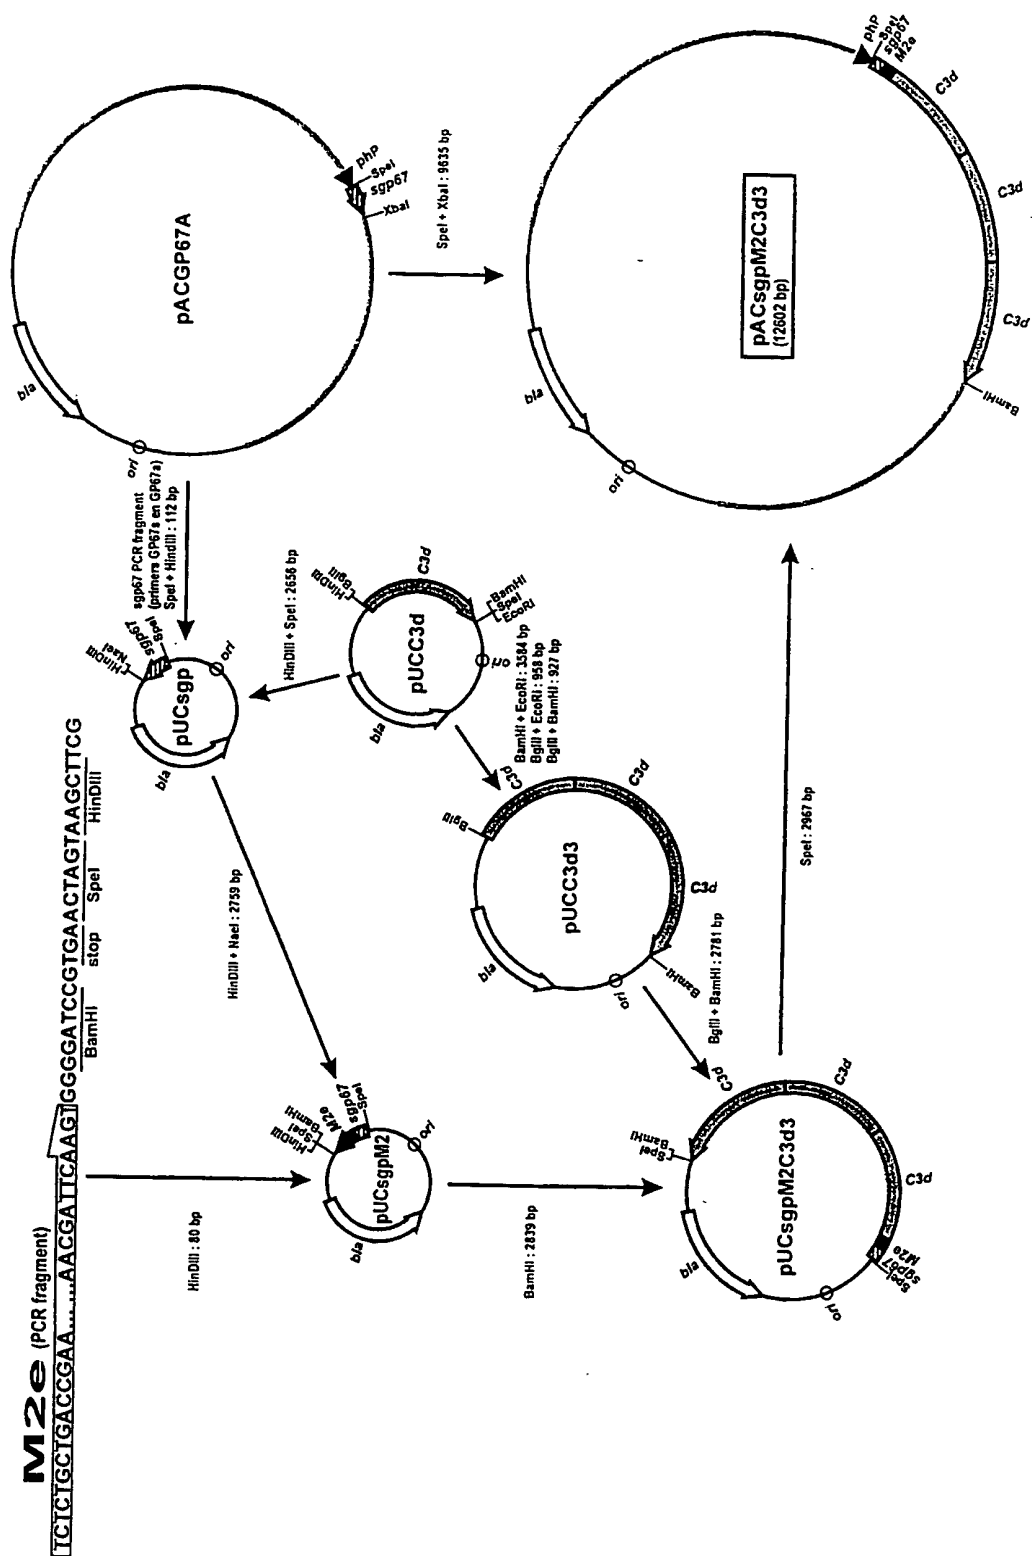 M2e (PCR fragment)
TCTCTGCTGACCGAA.......AACGATTCAAGTGGGGATCCGTGAACTAGTAAGCTTCG
BamHI
stop
SpeI
HinDIII
HinDIII : 80 bp
HinDIII + NaeI : 2759 bp
pUCsgp
bla
HinDIII
NaeI
sgp67
SpeI
ori
sgp67 PCR fragment
(primers GP67s en GP67a)
SpeI + HindIII : 112 bp
pACGP67A
bla
ori
phP
SpeI
sgp67
XbaI
SpeI + XbaI : 9635 bp
HinDIII + SpeI : 2656 bp
pUCC3d
bla
HinDIII
BglII
C3d
BamHI
SpeI
EcoRI
ori
BamHI + EcoRI : 3584 bp
BglII + EcoRI : 958 bp
BglII + BamHI : 927 bp
pUCC3d3
bla
BglII
C3d
C3d
C3d
BamHI
ori
BglII + BamHI : 2781 bp
pUCsgpM2
bla
HinDIII
SpeI
BamHI
M2e
sgp67
SpeI
ori
BamHI : 2839 bp
pUCsgpM2C3d3
bla
SpeI
BamHI
C3d
C3d
C3d
M2e
sgp67
SpeI
ori
SpeI : 2967 bp
pACsgpM2C3d3
(12602 bp)
bla
ori
phP
SpeI
sgp67
M2e
C3d
C3d
C3d
BamHI